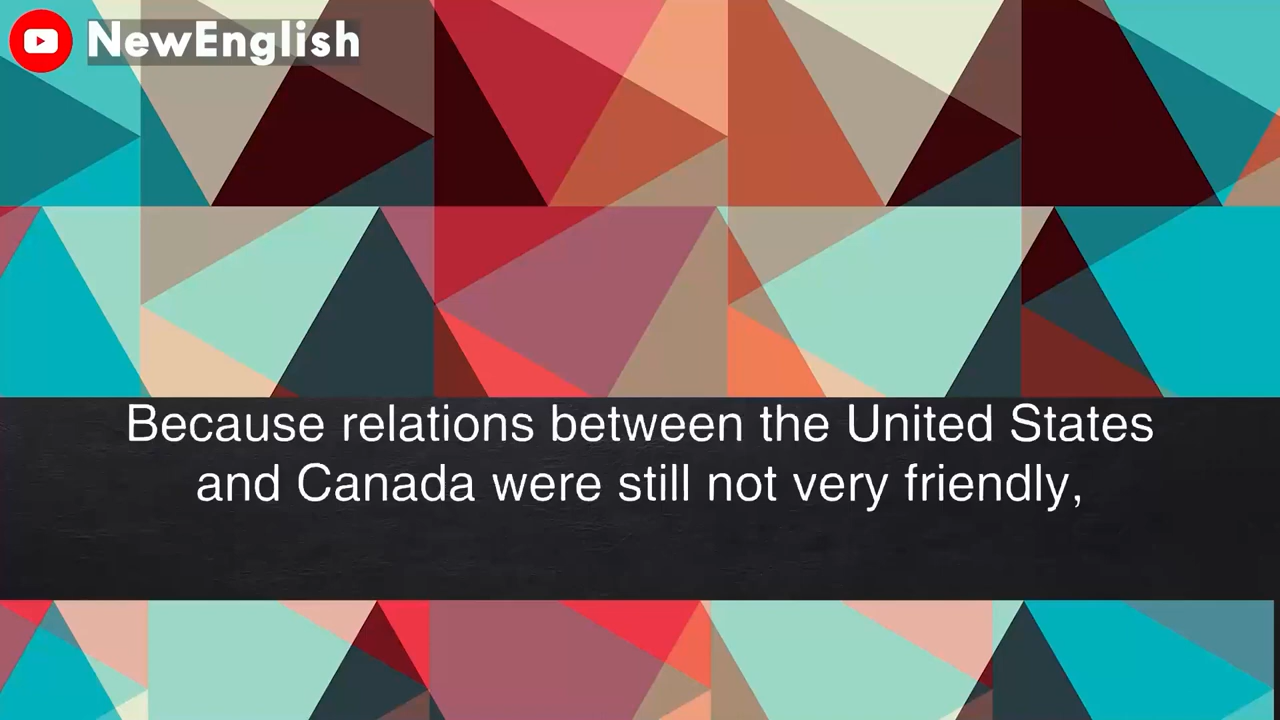 NewEnglish
Because relations between the United States
and Canada were still not very friendly,